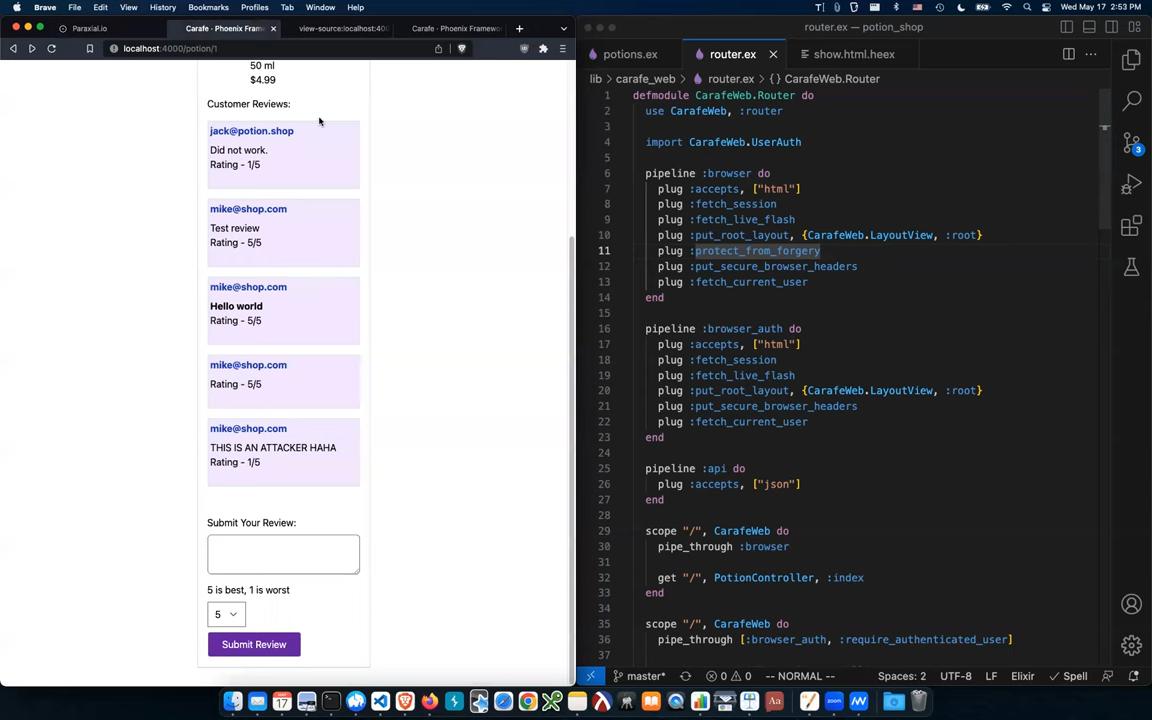 Brave File Edit View History Bookmarks Profiles Tab Window Help
Wed May 17 2:53 PM
Paraxial.io
Carafe · Phoenix Fram
view-source:localhost:400
Carafe · Phoenix Framewor
localhost:4000/potion/1
50 ml
$4.99
Customer Reviews:
jack@potion.shop
Did not work.
Rating - 1/5
mike@shop.com
Test review
Rating - 5/5
mike@shop.com
Hello world
Rating - 5/5
mike@shop.com
Rating - 5/5
mike@shop.com
THIS IS AN ATTACKER HAHA
Rating - 1/5
Submit Your Review:
5 is best, 1 is worst
5
Submit Review
router.ex — potion_shop
potions.ex
router.ex
show.html.heex
lib > carafe_web > router.ex > {} CarafeWeb.Router
1 defmodule CarafeWeb.Router do
2 use CarafeWeb, :router
3
4 import CarafeWeb.UserAuth
5
6 pipeline :browser do
7 plug :accepts, ["html"]
8 plug :fetch_session
9 plug :fetch_live_flash
10 plug :put_root_layout, {CarafeWeb.LayoutView, :root}
11 plug :protect_from_forgery
12 plug :put_secure_browser_headers
13 plug :fetch_current_user
14 end
15
16 pipeline :browser_auth do
17 plug :accepts, ["html"]
18 plug :fetch_session
19 plug :fetch_live_flash
20 plug :put_root_layout, {CarafeWeb.LayoutView, :root}
21 plug :put_secure_browser_headers
22 plug :fetch_current_user
23 end
24
25 pipeline :api do
26 plug :accepts, ["json"]
27 end
28
29 scope "/", CarafeWeb do
30 pipe_through :browser
31
32 get "/", PotionController, :index
33 end
34
35 scope "/", CarafeWeb do
36 pipe_through [:browser_auth, :require_authenticated_user]
37
3
master*
0 0
-- NORMAL --
Spaces: 2
UTF-8
LF
Elixir
Spell
17
zoom
Aa